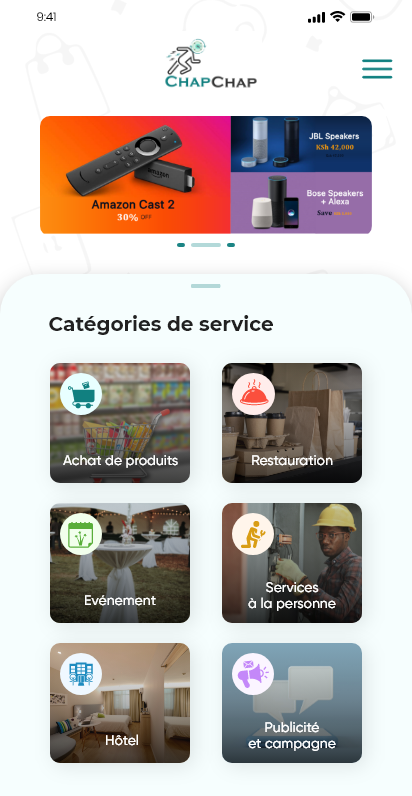 9:41
CHAPCHAP
amazon
Amazon Cast 2
30% OFF
JBL Speakers
KSh 42,000
Bose Speakers
+ Alexa
Save
Catégories de service
Achat de produits
Restauration
Evénement
Services
à la personne
Hôtel
Publicité
et campagne